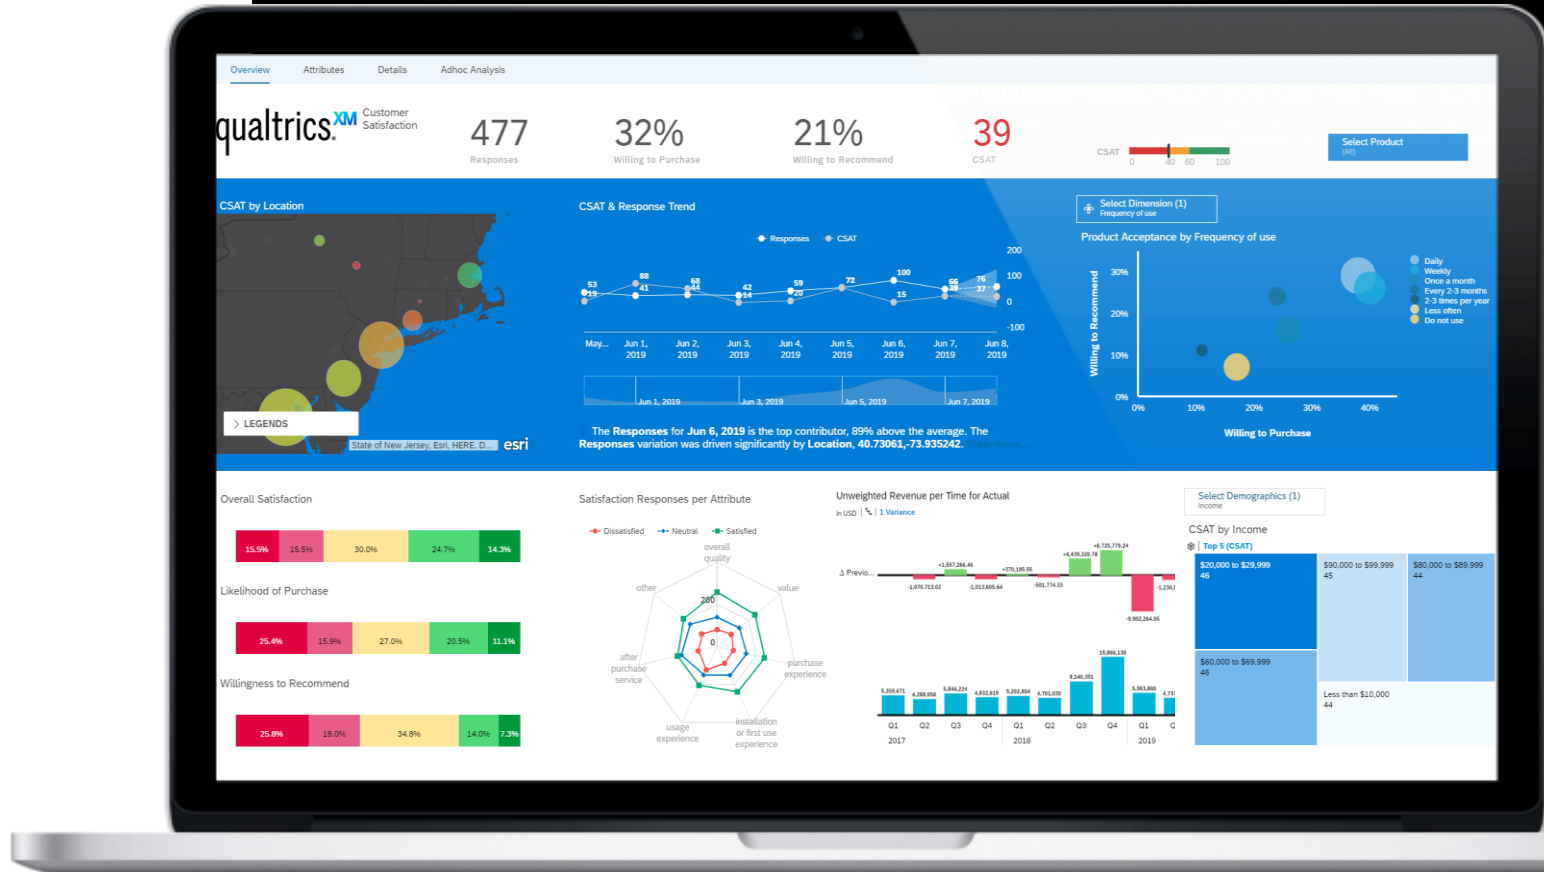 Overview Attributes Details Adhoc Analysis
qualtrics.XM Customer
Satisfaction
477
Responses
32%
Willing to Purchase
21%
Willing to Recommend
39
CSAT
CSAT
0 40 60 100
Select Product
(All)
CSAT by Location
LEGENDS
State of New Jersey, Esri, HERE, D...
esri
CSAT & Response Trend
Responses CSAT
200
100
0
-100
53 88 68 42 59 72 100 66 76
19 41 44 14 20 15 39 37
May... Jun 1, Jun 2, Jun 3, Jun 4, Jun 5, Jun 6, Jun 7, Jun 8,
2019 2019 2019 2019 2019 2019 2019 2019
Jun 1, 2019 Jun 3, 2019 Jun 5, 2019 Jun 7, 2019
The Responses for Jun 6, 2019 is the top contributor, 89% above the average. The
Responses variation was driven significantly by Location, 40.73061,-73.935242. View more...
Select Dimension (1)
Frequency of use
Product Acceptance by Frequency of use
Willing to Recommend
30%
20%
10%
0%
0% 10% 20% 30% 40%
Willing to Purchase
Daily
Weekly
Once a month
Every 2-3 months
2-3 times per year
Less often
Do not use
Overall Satisfaction
15.5% 15.5% 30.0% 24.7% 14.3%
Likelihood of Purchase
25.4% 15.9% 27.0% 20.5% 11.1%
Willingness to Recommend
25.8% 18.0% 34.8% 14.0% 7.3%
Satisfaction Responses per Attribute
Dissatisfied Neutral Satisfied
overall
quality
other
value
200
0
after
purchase
service
purchase
experience
usage
experience
installation
or first use
experience
Unweighted Revenue per Time for Actual
in USD | 1 Variance
Δ Previo...
+1,557,266.46 +370,185.55 +4,439,320.78 +6,725,779.24
-1,070,713.02 -1,013,605.64 -501,774.33 -9,902,264.05
5,359,671 4,288,958 5,846,224 4,832,619 5,202,804 4,701,030 9,140,351 15,866,130 5,963,866
Q1 Q2 Q3 Q4 Q1 Q2 Q3 Q4 Q1
2017 2018 2019
Select Demographics (1)
Income
CSAT by Income
Top 5 (CSAT)
$20,000 to $29,999
46
$90,000 to $99,999
45
$80,000 to $89,999
44
$60,000 to $69,999
46
Less than $10,000
44